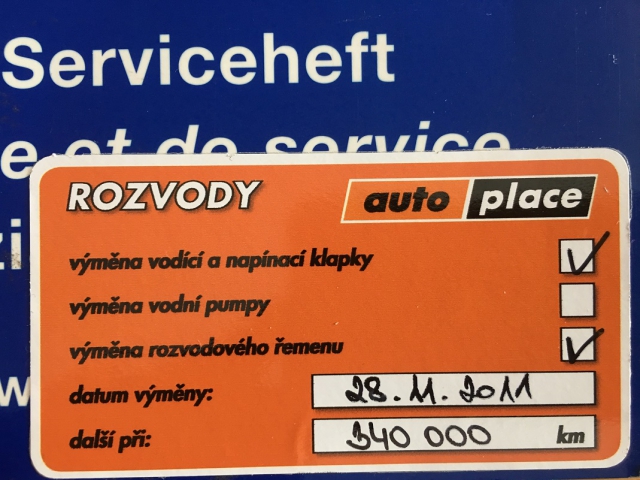 Serviceheft
e et de service
zi
w
ROZVODY
auto place
výměna vodící a napínací klapky
výměna vodní pumpy
výměna rozvodového řemenu
datum výměny: 28.11.2011
další při: 340 000 km